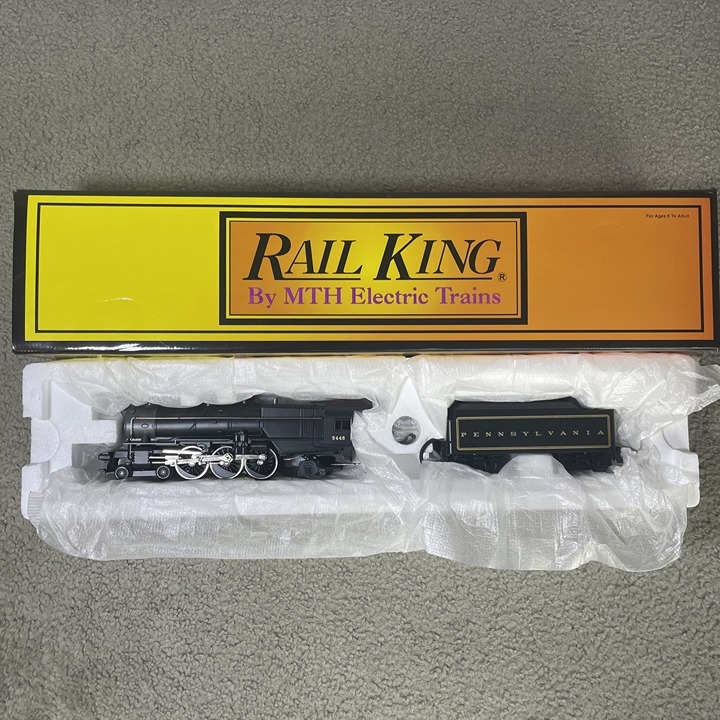 For Ages 8 To Adult
RAIL KING®
By MTH Electric Trains
5446
PENNSYLVANIA